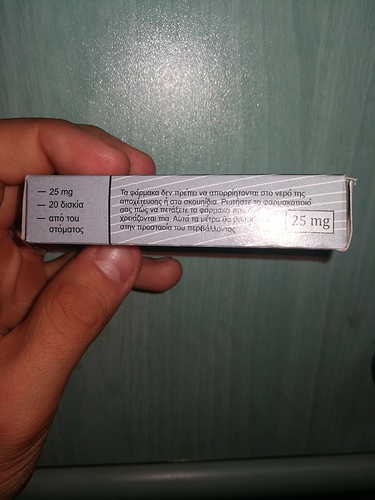 — 25 mg
— 20 δισκία
— από του
στόματος
Τα φάρμακα δεν πρέπει να απορρίπτονται στο νερό της
αποχέτευσης ή στα σκουπίδια. Ρωτήστε το φαρμακοποιό
σας πώς να πετάξετε τα φάρμακα που
χρειάζονται πια. Αυτά τα μέτρα θα
στην προστασία του περιβάλλοντος
25 mg